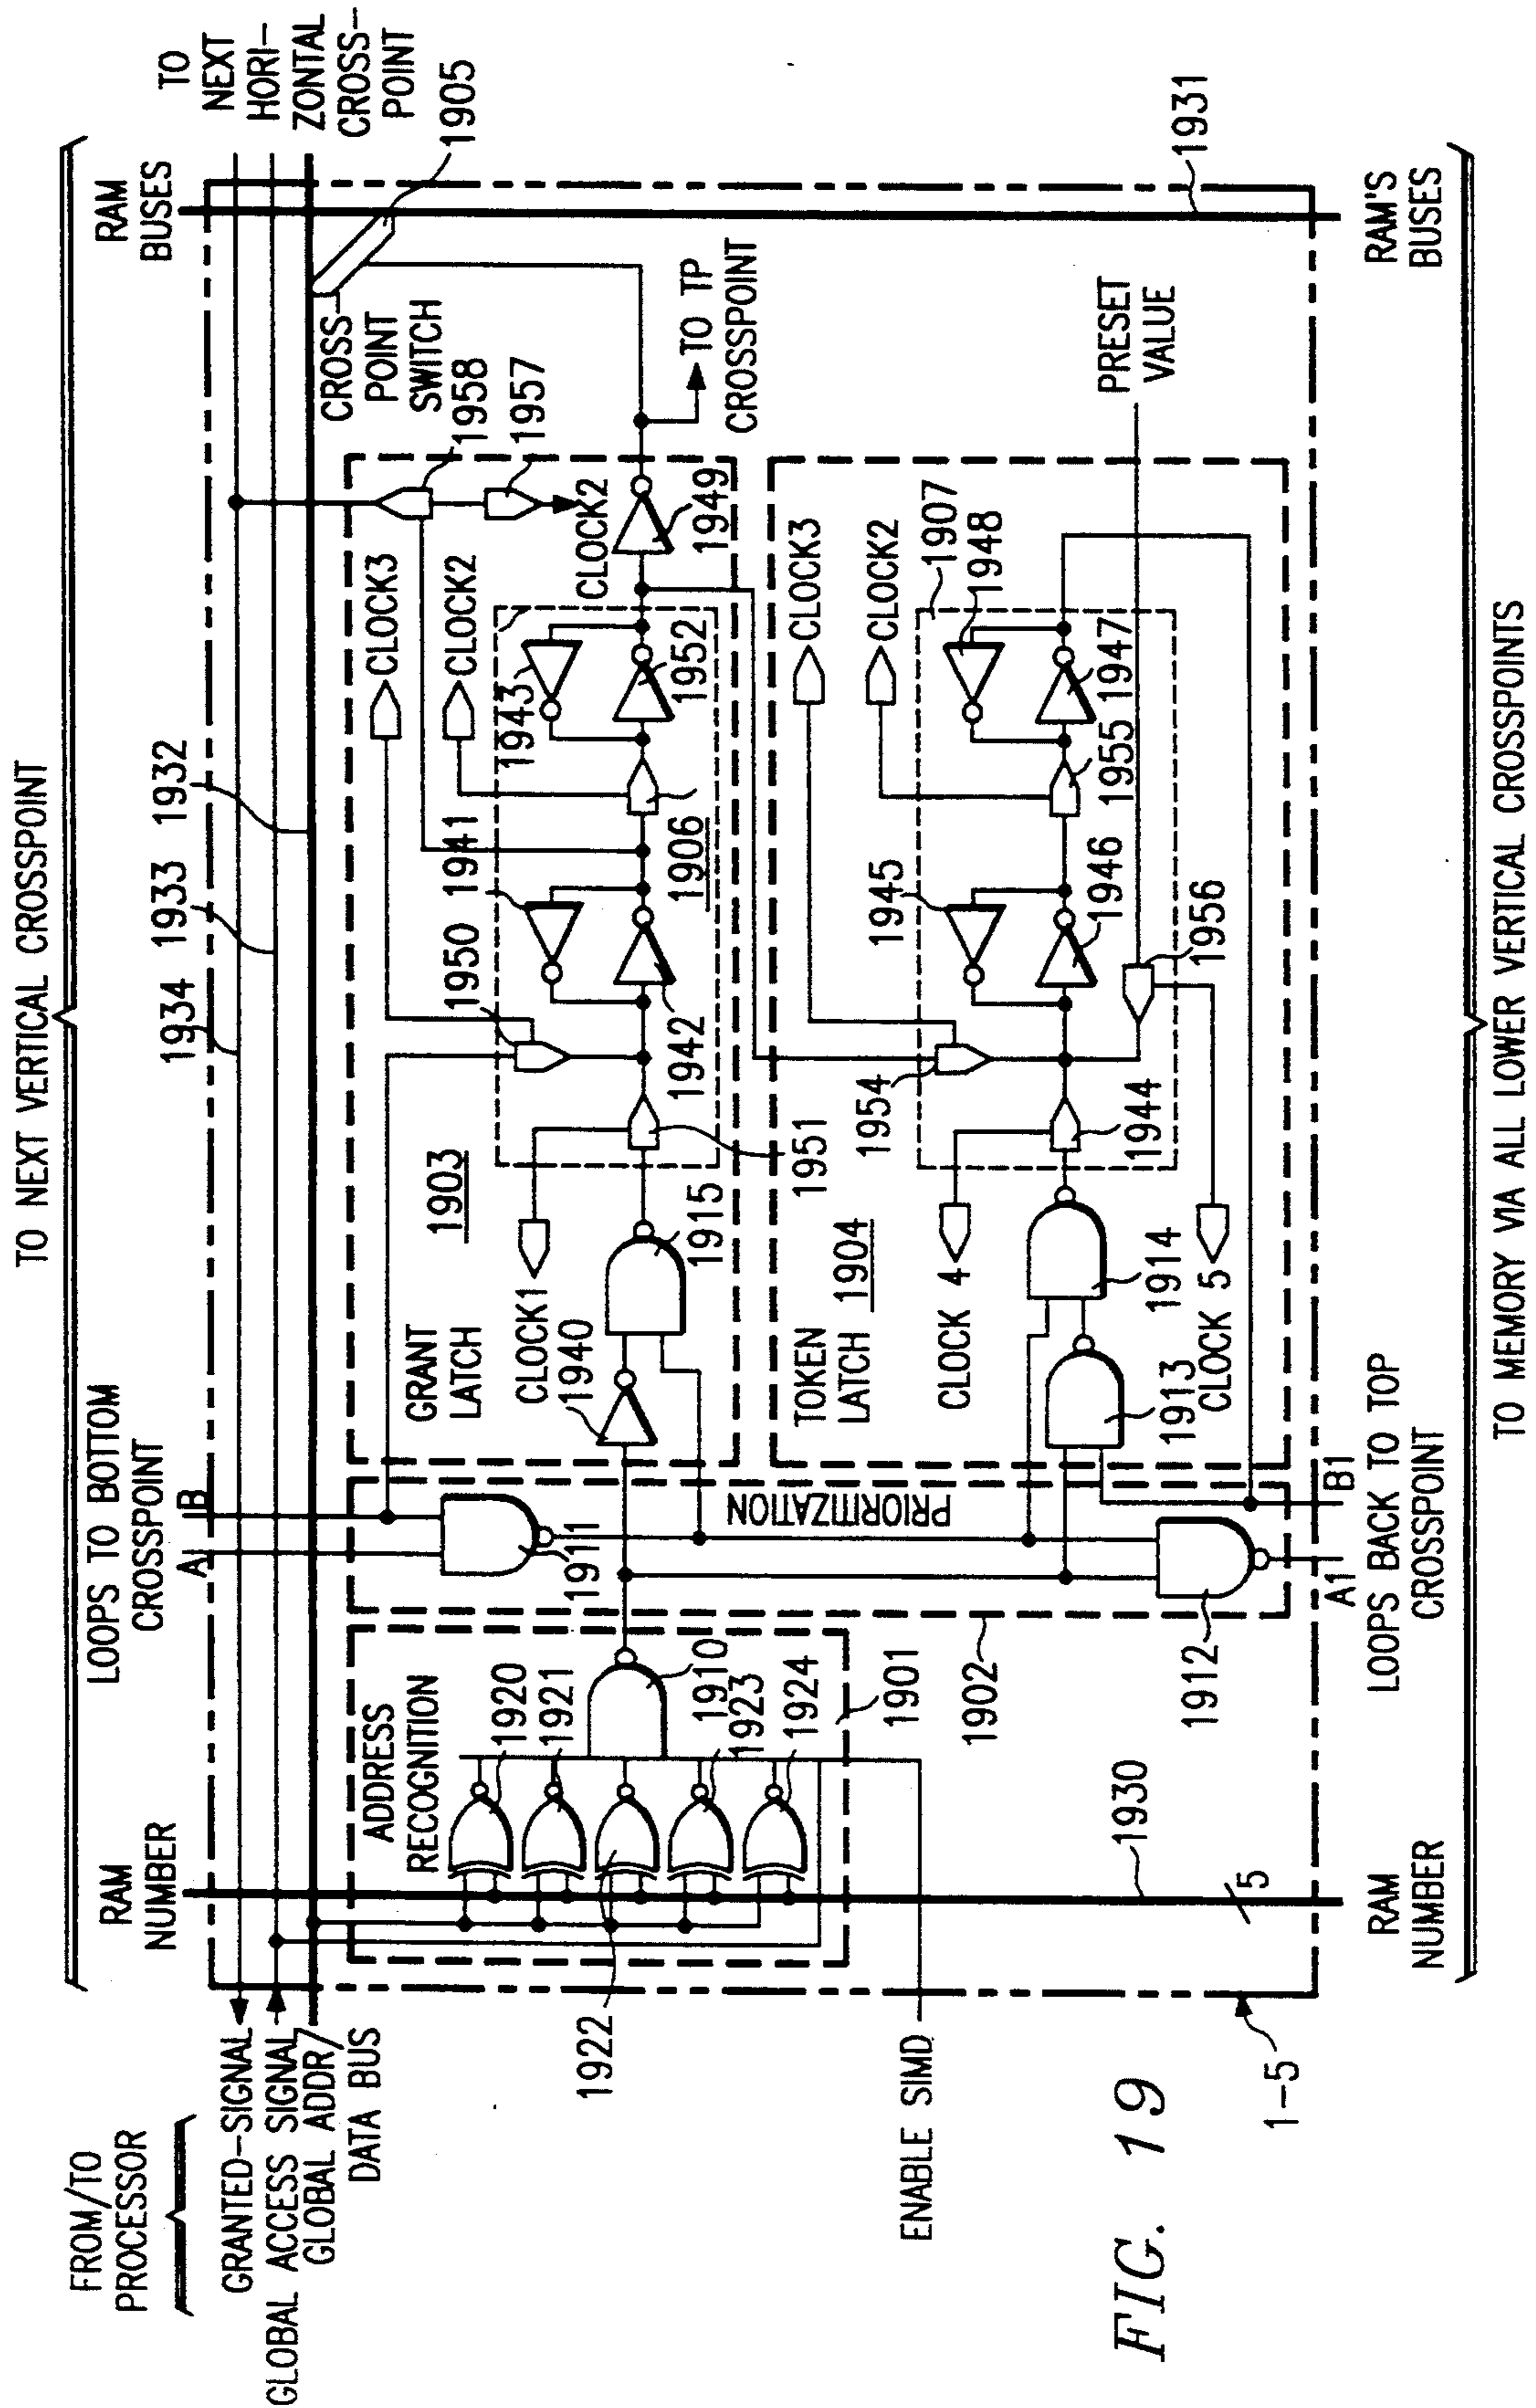 TO NEXT VERTICAL CROSSPOINT
FROM/TO
PROCESSOR
RAM
NUMBER
LOOPS TO BOTTOM
CROSSPOINT
A
B
1934
1933
1932
RAM
BUSES
TO
NEXT
HORI-
ZONTAL
CROSS-
POINT
GRANTED-SIGNAL
GLOBAL ACCESS SIGNAL
GLOBAL ADDR/
DATA BUS
1905
CROSS-
POINT
SWITCH
1958
1957
ADDRESS
RECOGNITION
1920
1921
1922
1910
1923
1924
1901
1911
GRANT
LATCH
1903
CLOCK1
1940
1915
1950
1951
1941
1942
1906
1943
1952
CLOCK3
CLOCK2
CLOCK2
1949
TO TP
CROSSPOINT
PRIORITIZATION
1902
TOKEN
LATCH
1904
CLOCK 4
1954
1944
1945
1946
1956
1955
1947
1948
1907
CLOCK3
CLOCK2
PRESET
VALUE
1913
1914
CLOCK 5
1912
ENABLE SIMD
1930
5
1931
1-5
RAM
NUMBER
A1
B1
LOOPS BACK TO TOP
CROSSPOINT
RAM'S
BUSES
TO MEMORY VIA ALL LOWER VERTICAL CROSSPOINTS
FIG. 19